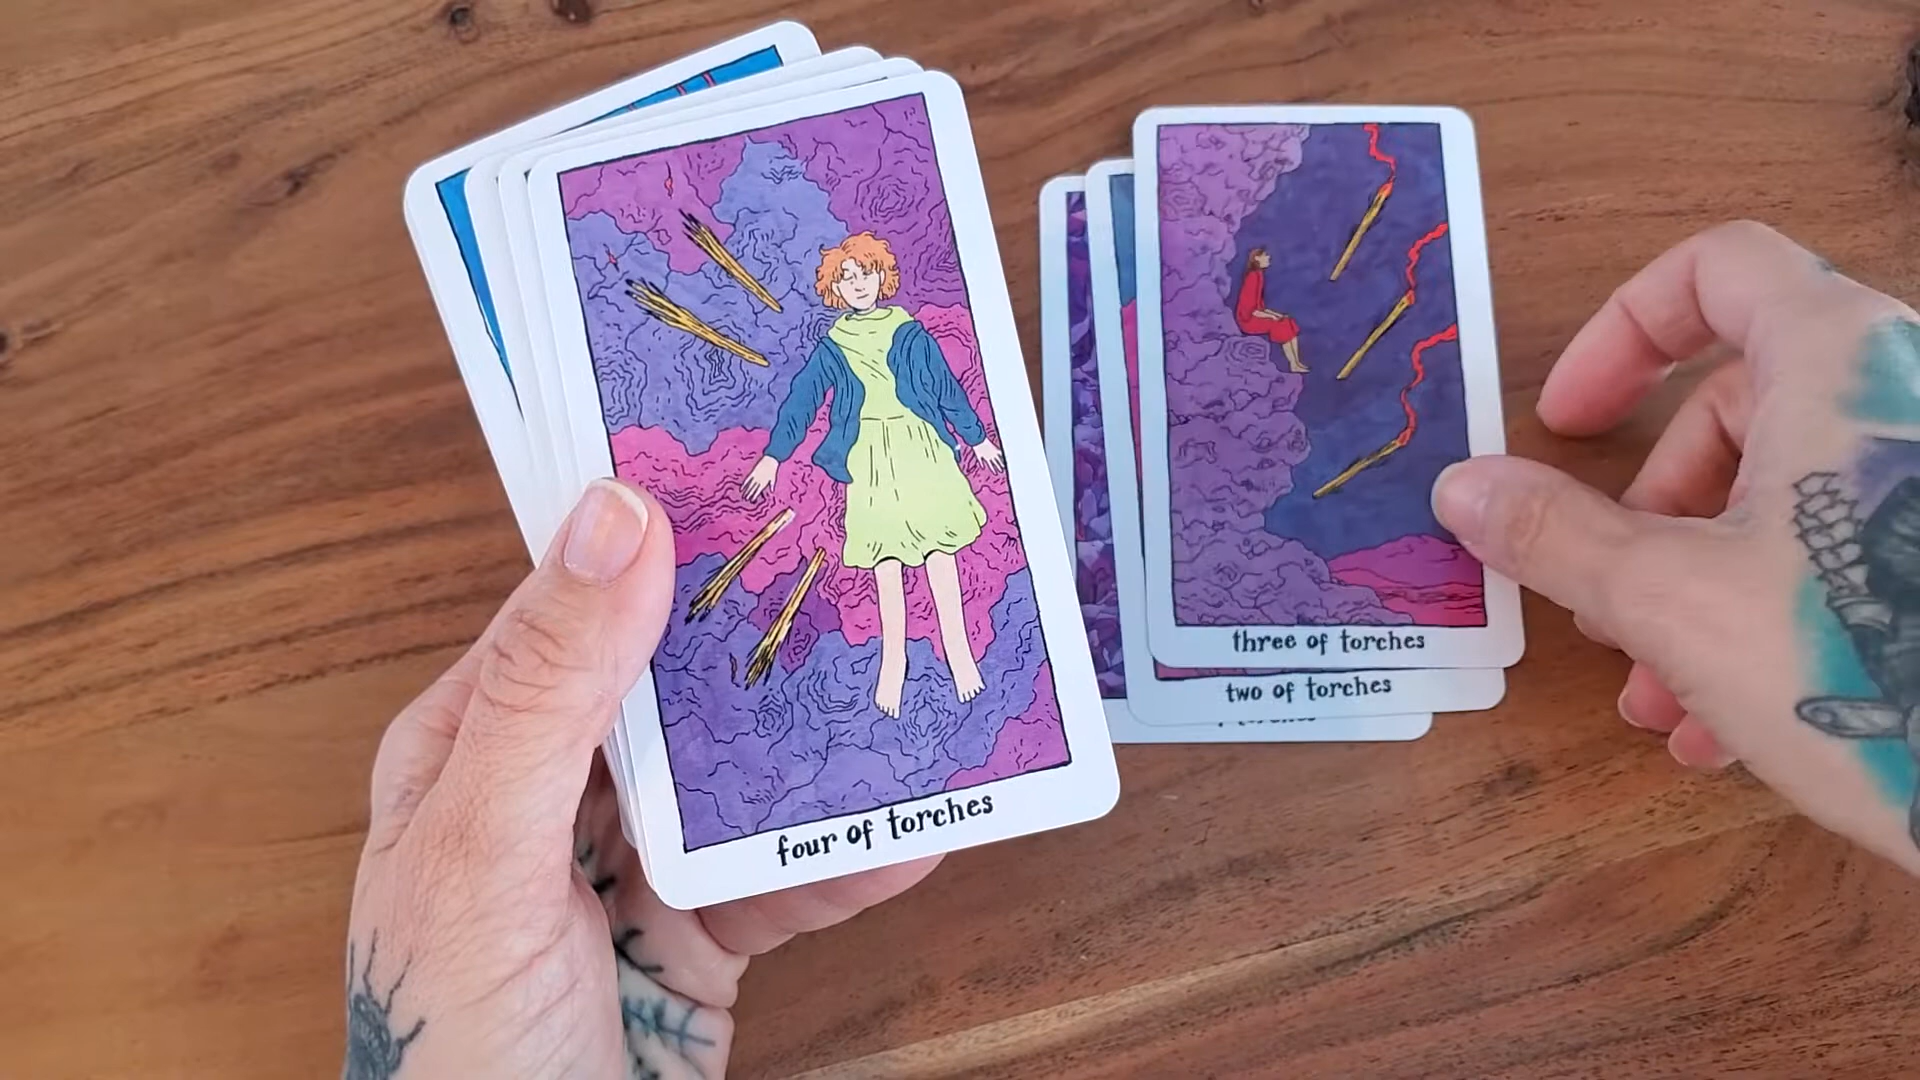 four of torches
three of torches
two of torches